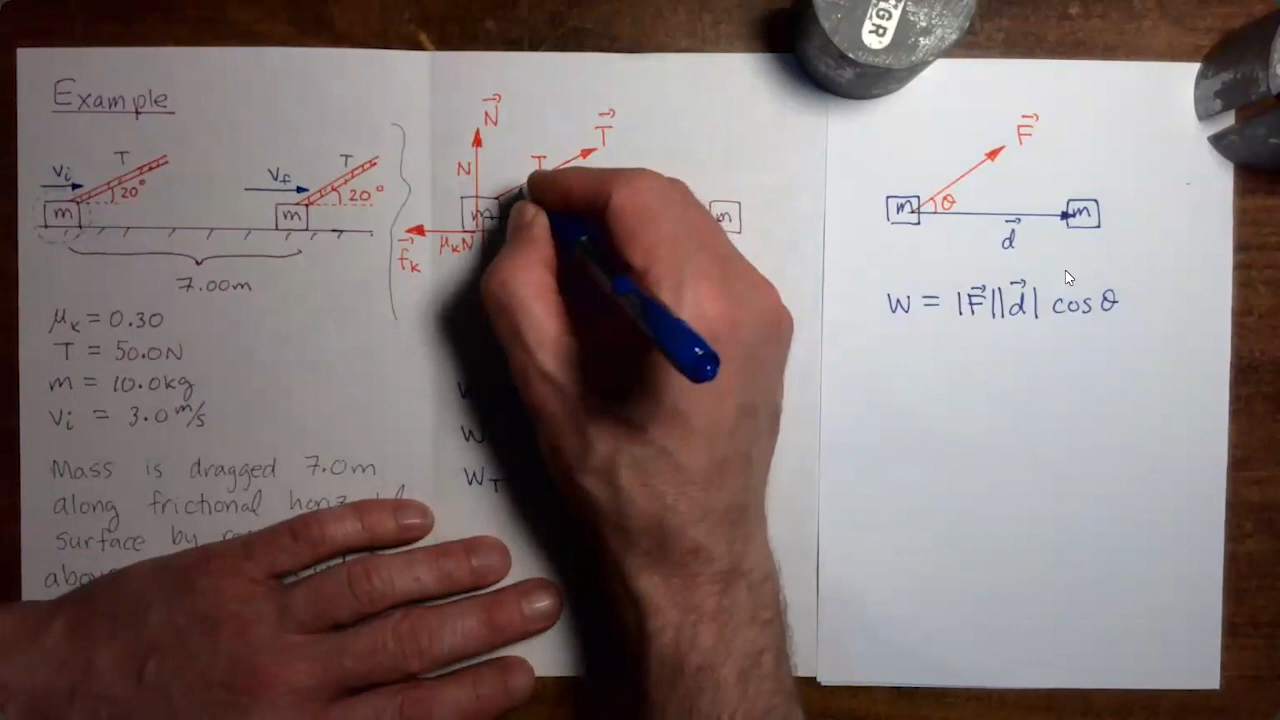 Example
Vi T 20° m
Vf T 20° m
7.00m
μk = 0.30
T = 50.0N
m = 10.0kg
Vi = 3.0 m/s
Mass is dragged 7.0m
along frictional
surface by
N⃗
N
T⃗
T
m
f⃗k
μkN
m
W
W
WT
F⃗
m θ m
d⃗
W = |F⃗||d⃗| cos θ
GR